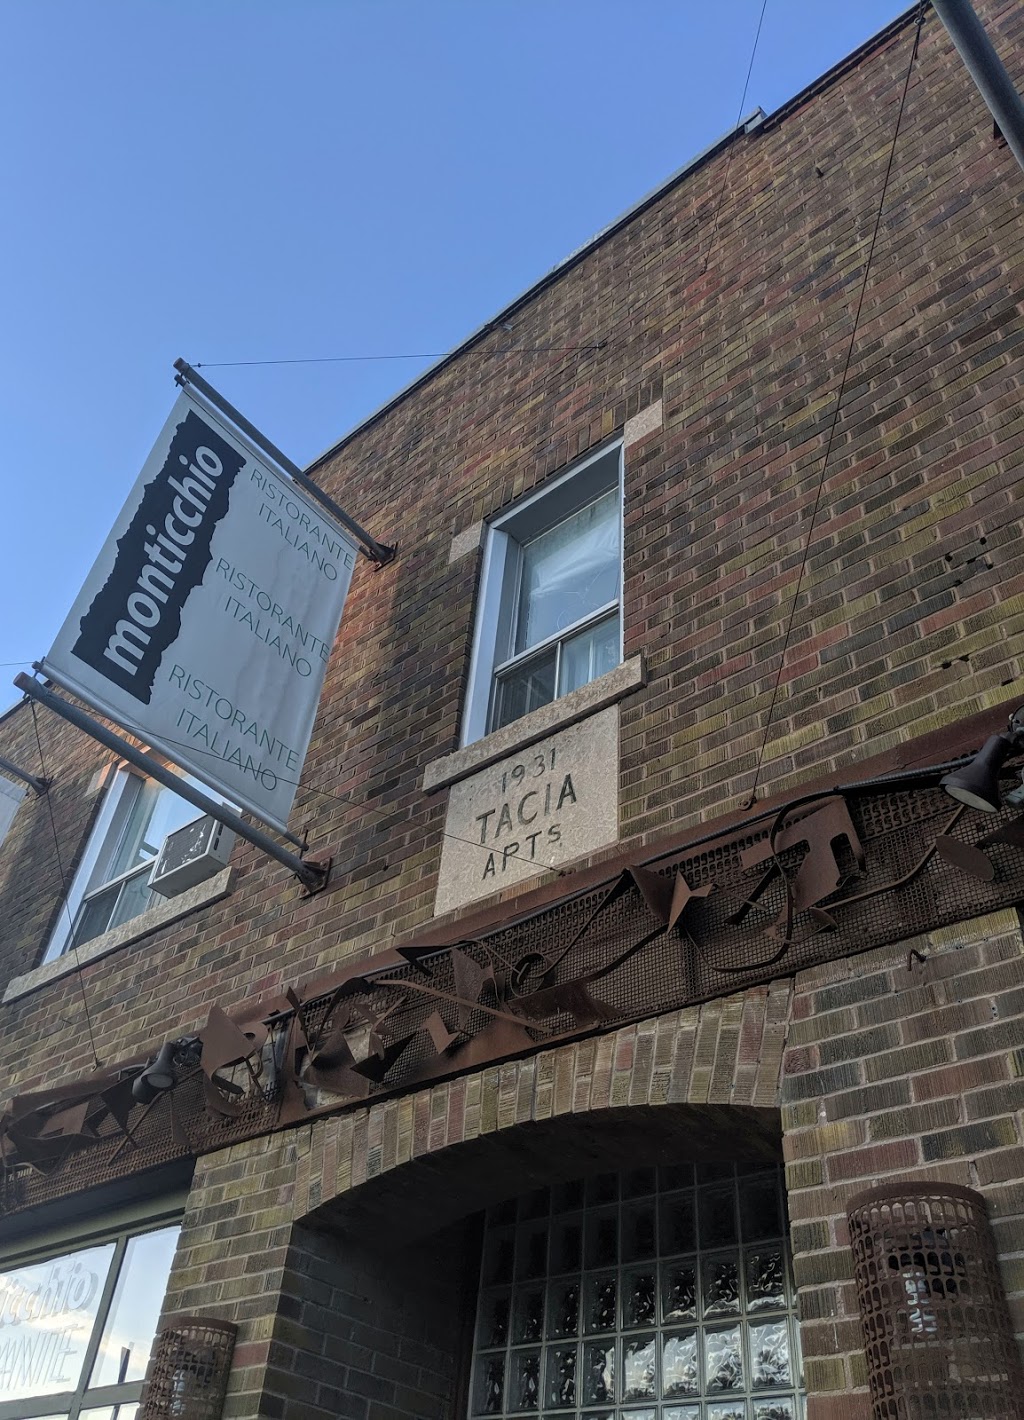 monticchio
RISTORANTE
ITALIANO
RISTORANTE
ITALIANO
RISTORANTE
ITALIANO
1931
TACIA
APTS